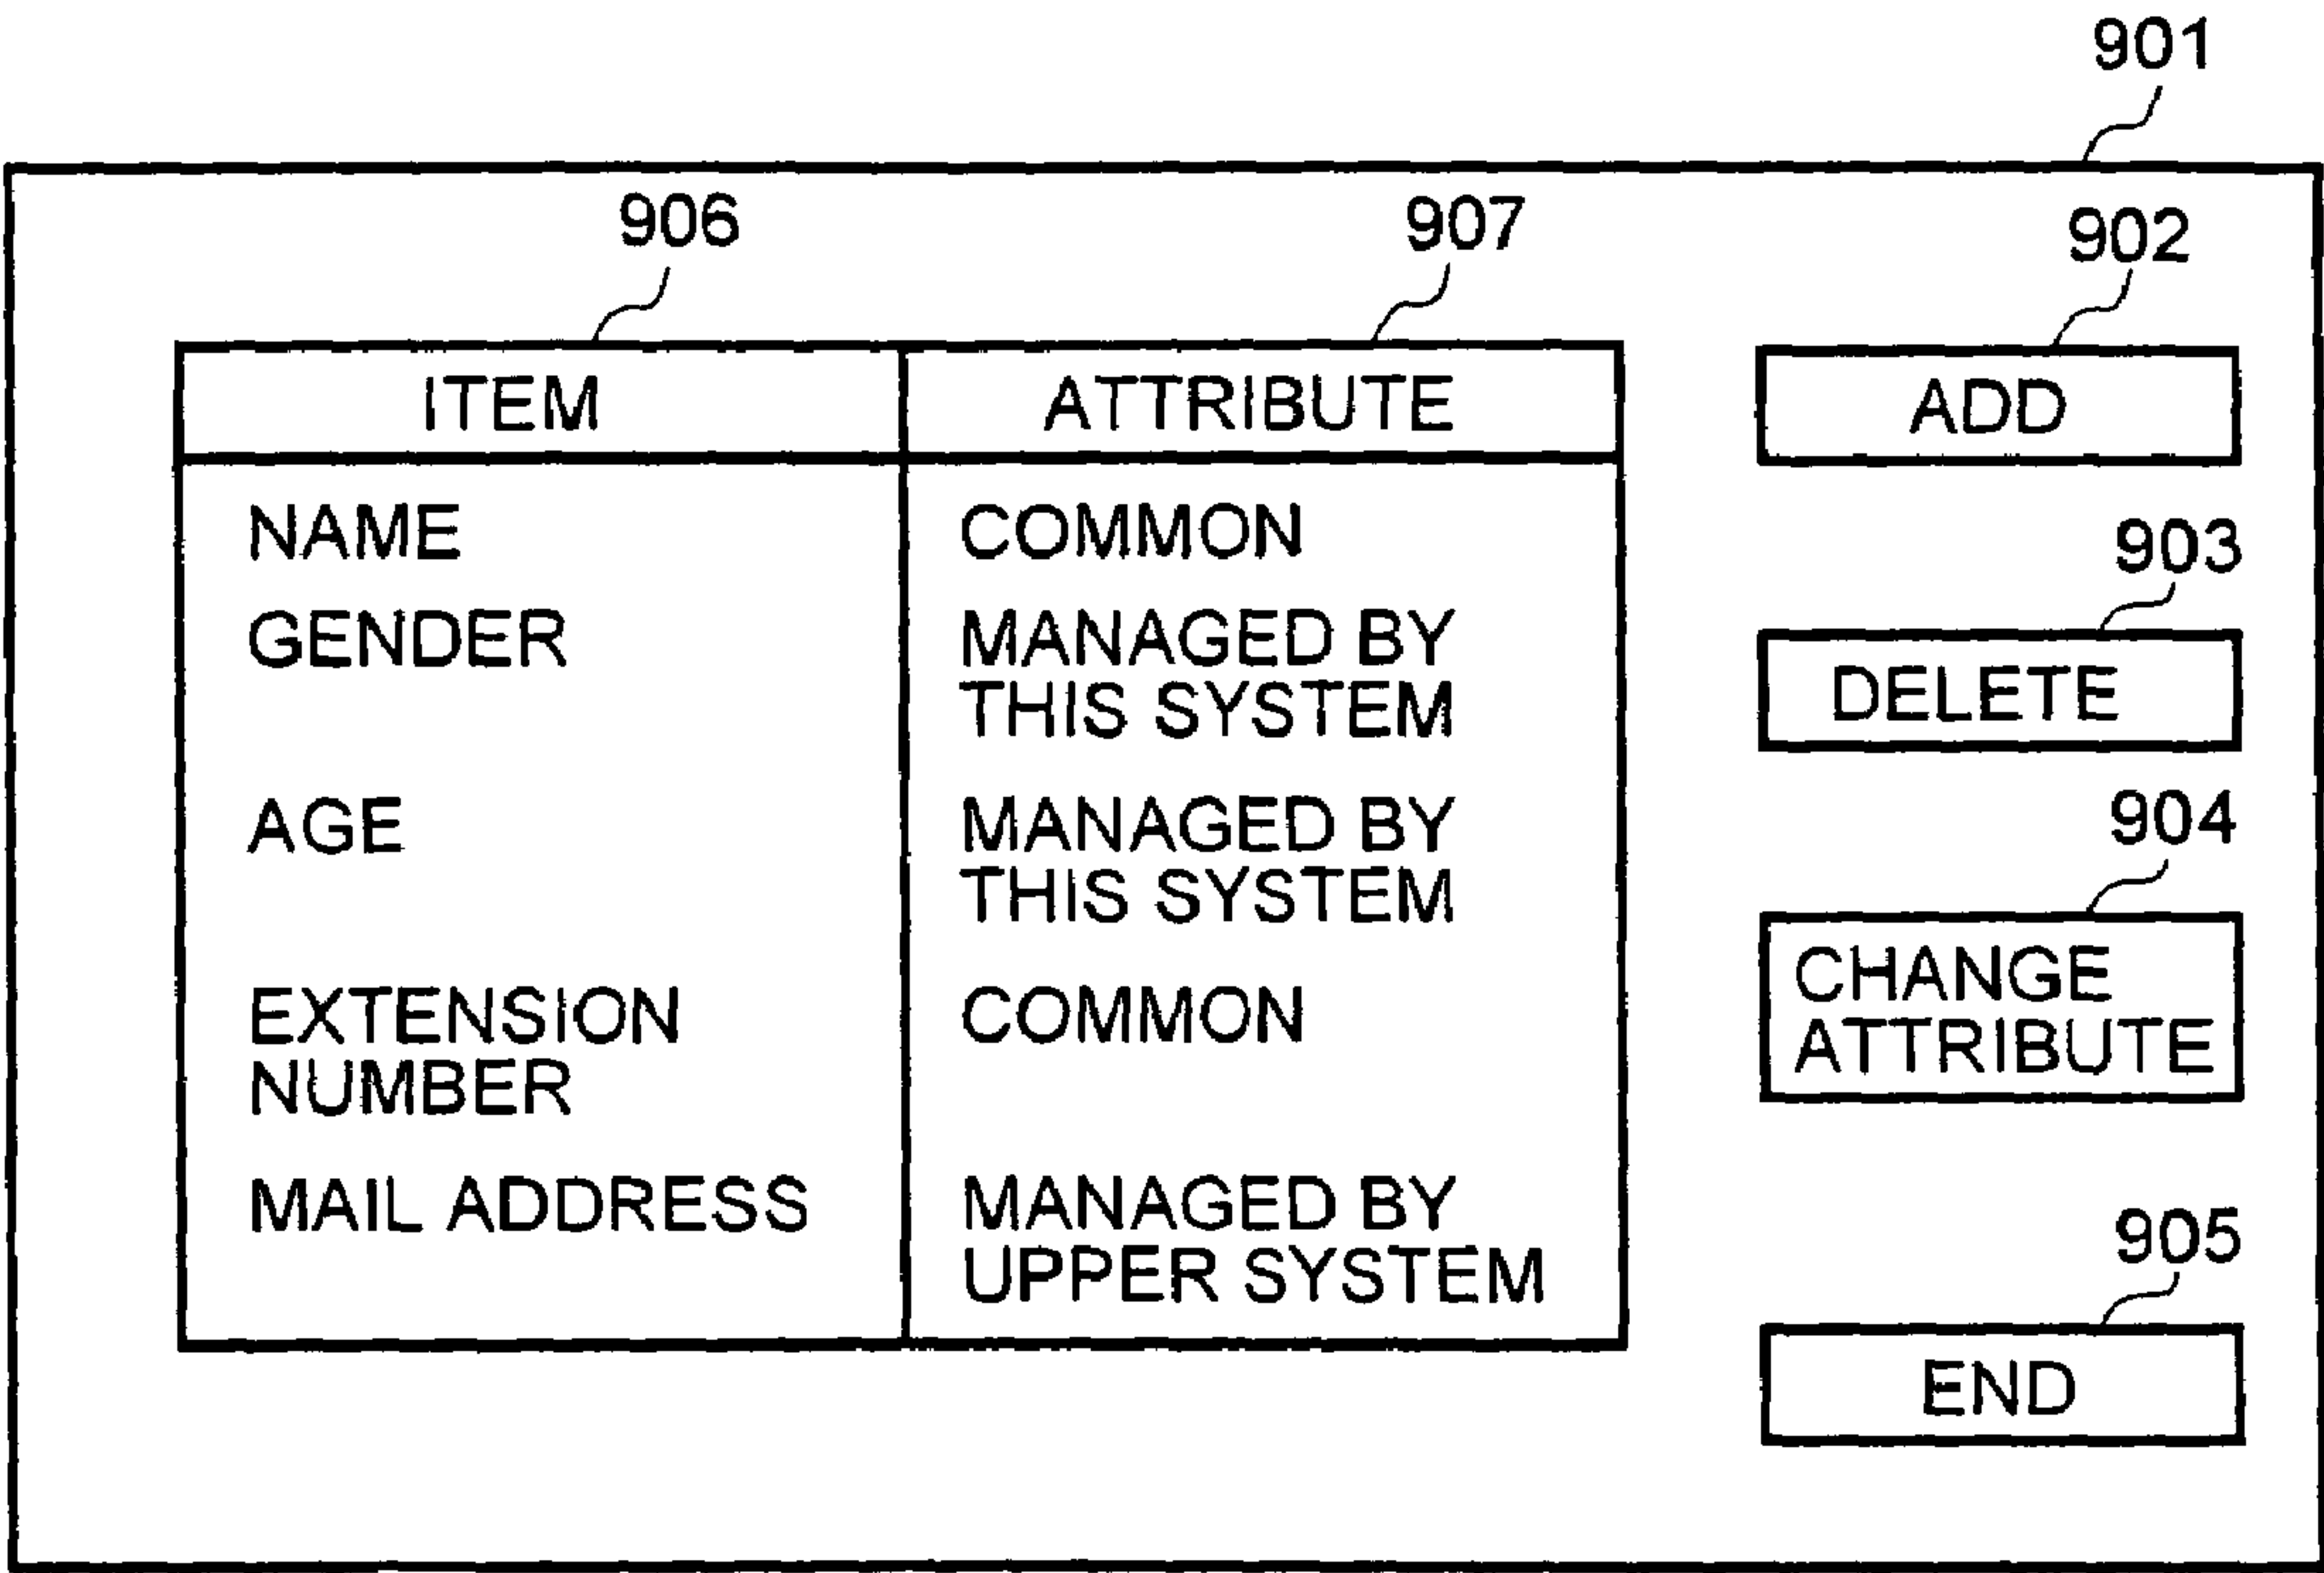 901
906
907
902
ITEM
ATTRIBUTE
ADD
NAME
COMMON
903
GENDER
MANAGED BY
THIS SYSTEM
DELETE
AGE
MANAGED BY
THIS SYSTEM
904
EXTENSION
NUMBER
COMMON
CHANGE
ATTRIBUTE
MAIL ADDRESS
MANAGED BY
UPPER SYSTEM
905
END